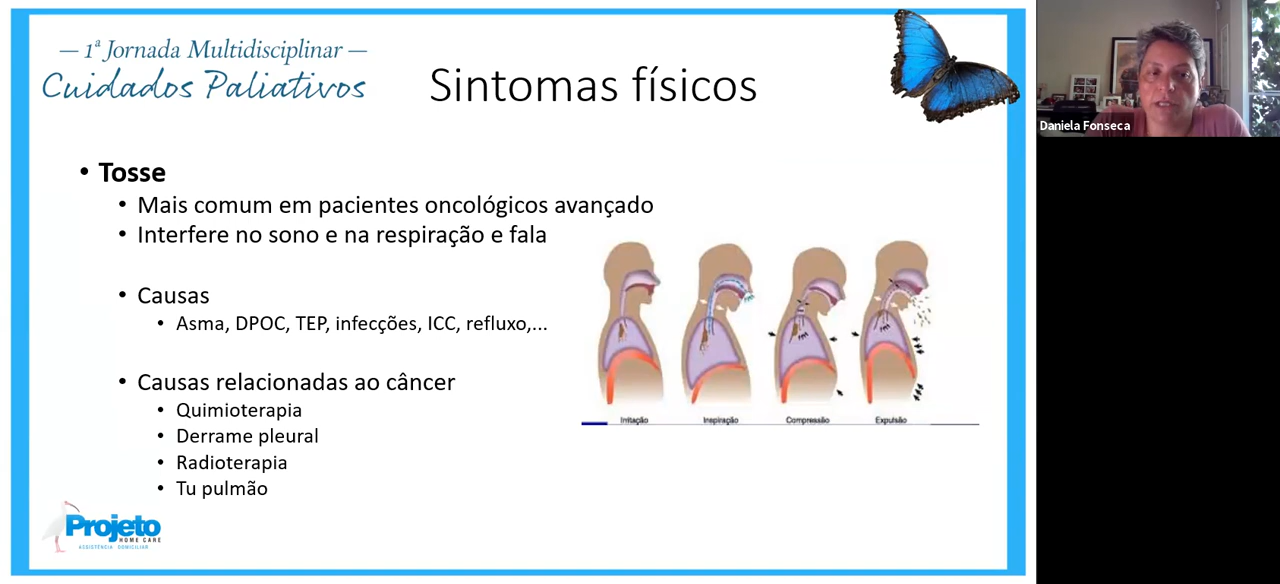 — 1ª Jornada Multidisciplinar —
Cuidados Paliativos
Sintomas físicos
Daniela Fonseca
• Tosse
• Mais comum em pacientes oncológicos avançado
• Interfere no sono e na respiração e fala
• Causas
• Asma, DPOC, TEP, infecções, ICC, refluxo,...
• Causas relacionadas ao câncer
• Quimioterapia
• Derrame pleural
• Radioterapia
• Tu pulmão
Irritação Inspiração Compressão Expulsão
Projeto
HOME CARE
ASSISTÊNCIA DOMICILIAR